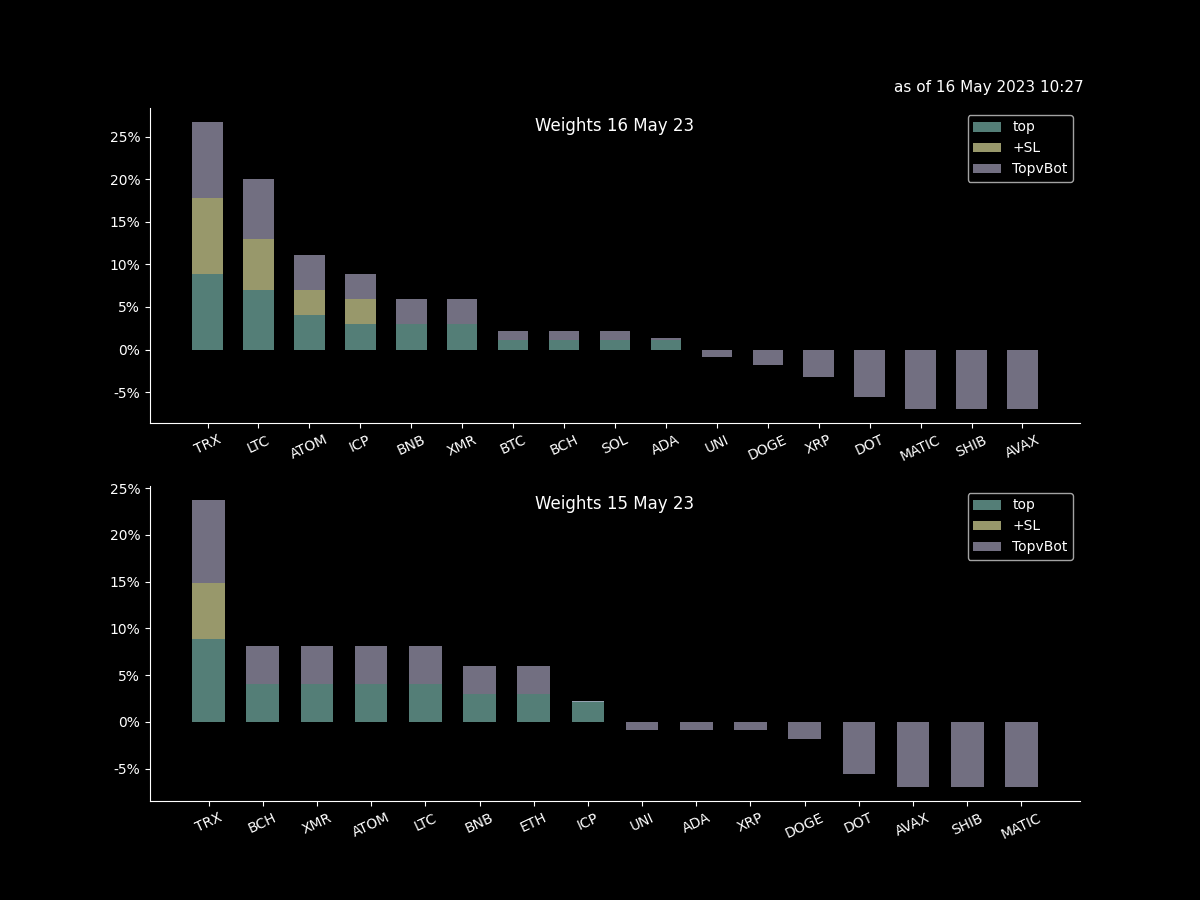 as of 16 May 2023 10:27
Weights 16 May 23
top
+SL
TopvBot
25%
20%
15%
10%
5%
0%
-5%
TRX LTC ATOM ICP BNB XMR BTC BCH SOL ADA UNI DOGE XRP DOT MATIC SHIB AVAX
Weights 15 May 23
top
+SL
TopvBot
25%
20%
15%
10%
5%
0%
-5%
TRX BCH XMR ATOM LTC BNB ETH ICP UNI ADA XRP DOGE DOT AVAX SHIB MATIC